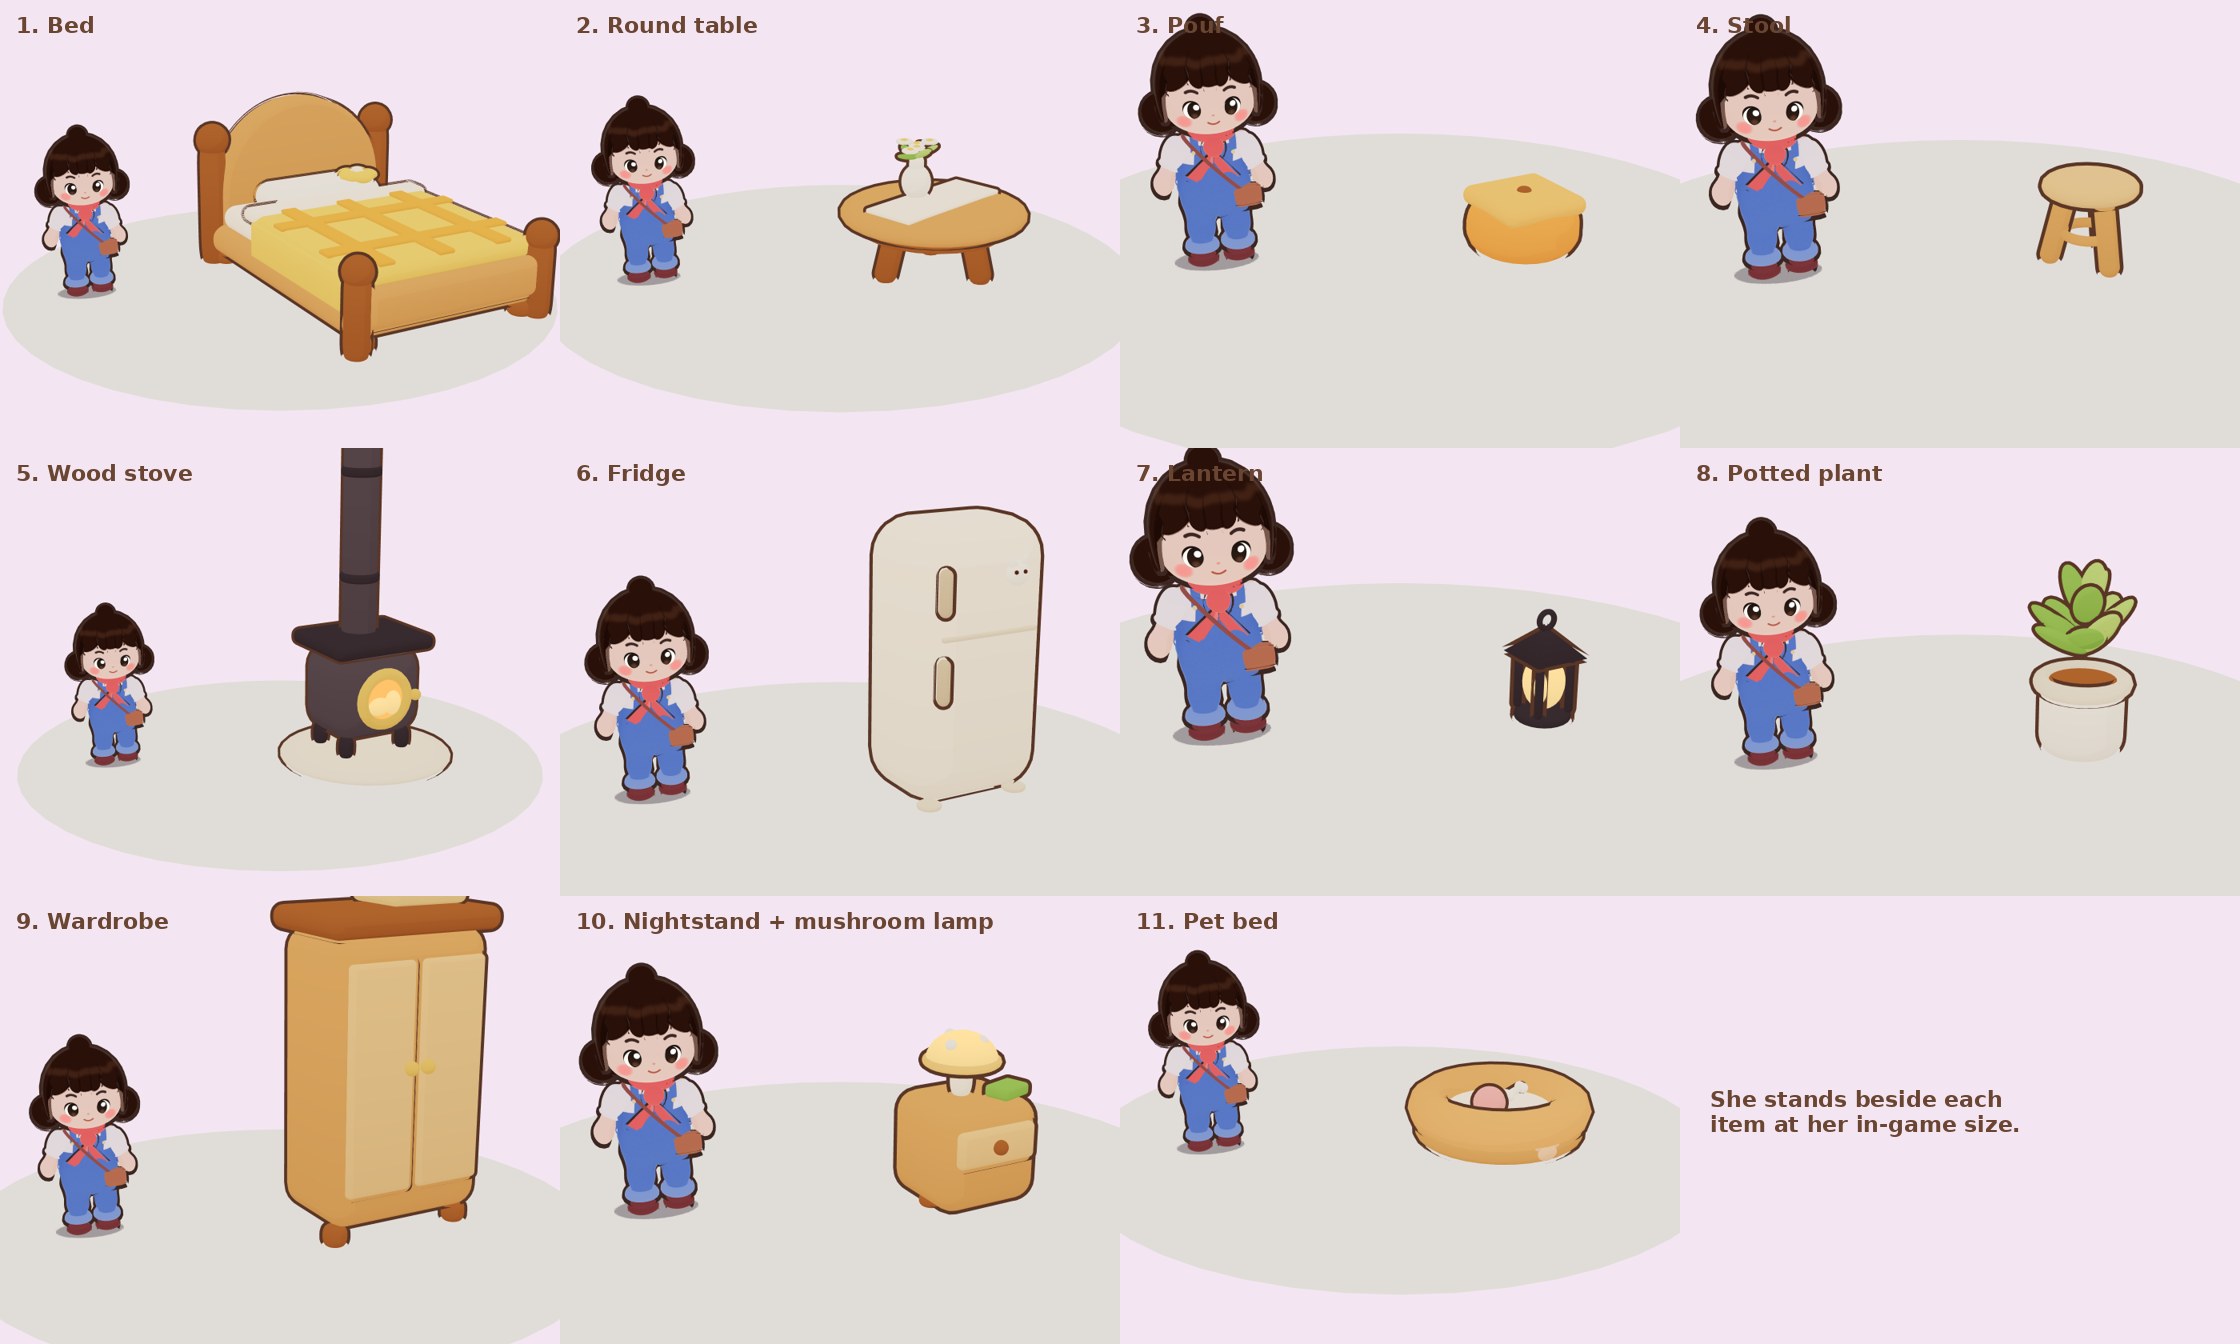 1. Bed
2. Round table
3. Pouf
4. Stool
5. Wood stove
6. Fridge
7. Lantern
8. Potted plant
9. Wardrobe
10. Nightstand + mushroom lamp
11. Pet bed
She stands beside each
item at her in-game size.